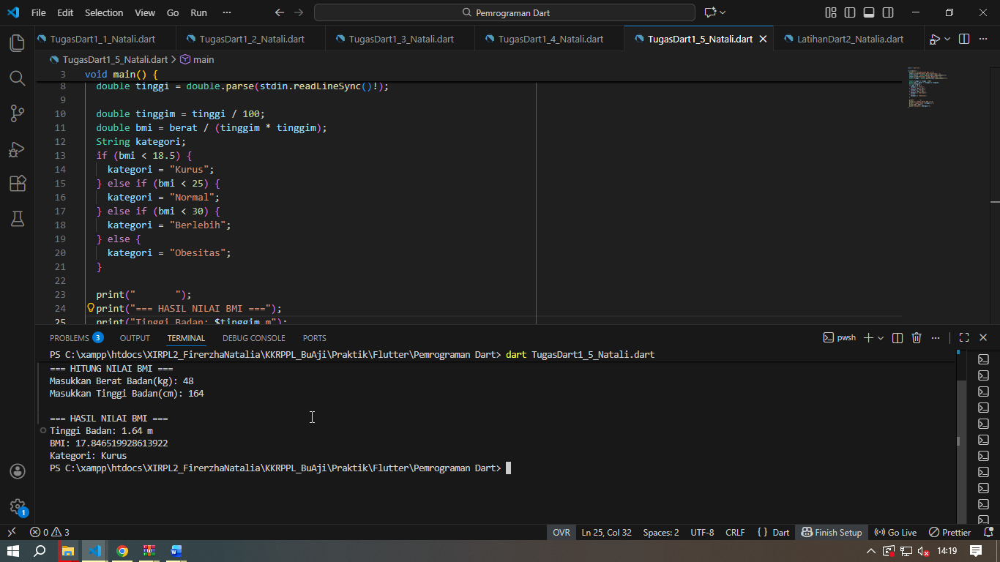 File Edit Selection View Go Run ··· Pemrograman Dart
TugasDart1_1_Natali.dart TugasDart1_2_Natali.dart TugasDart1_3_Natali.dart TugasDart1_4_Natali.dart TugasDart1_5_Natali.dart LatihanDart2_Natalia.dart
TugasDart1_5_Natali.dart > main
3 void main() {
8 double tinggi = double.parse(stdin.readLineSync()!);
9
10 double tinggim = tinggi / 100;
11 double bmi = berat / (tinggim * tinggim);
12 String kategori;
13 if (bmi < 18.5) {
14 kategori = "Kurus";
15 } else if (bmi < 25) {
16 kategori = "Normal";
17 } else if (bmi < 30) {
18 kategori = "Berlebih";
19 } else {
20 kategori = "Obesitas";
21 }
22
23 print("       ");
24 print("=== HASIL NILAI BMI ===");
25 print("Tinggi Badan: $tinggim m");
PROBLEMS 3 OUTPUT TERMINAL DEBUG CONSOLE PORTS pwsh
PS C:\xampp\htdocs\XIRPL2_FirerzhaNatalia\KKRPPL_BuAji\Praktik\Flutter\Pemrograman Dart> dart TugasDart1_5_Natali.dart
=== HITUNG NILAI BMI ===
Masukkan Berat Badan(kg): 48
Masukkan Tinggi Badan(cm): 164
=== HASIL NILAI BMI ===
Tinggi Badan: 1.64 m
BMI: 17.846519928613922
Kategori: Kurus
PS C:\xampp\htdocs\XIRPL2_FirerzhaNatalia\KKRPPL_BuAji\Praktik\Flutter\Pemrograman Dart>
1
0 3 OVR Ln 25, Col 32 Spaces: 2 UTF-8 CRLF {} Dart Finish Setup Go Live Prettier
14:19